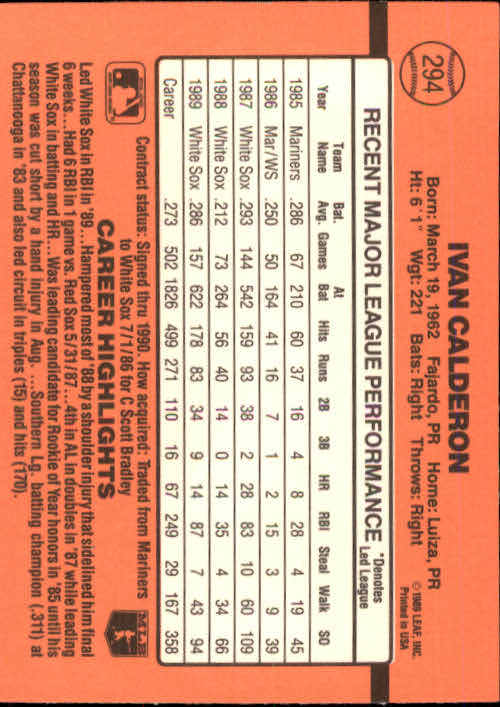 294
IVAN CALDERON
Born: March 19, 1962 Fajardo, PR Home: Luiza, PR
Ht: 6'1" Wgt: 221 Bats: Right Throws: Right
© 1989 LEAF, INC.
Printed in USA
RECENT MAJOR LEAGUE PERFORMANCE
*Denotes
Led League
Year Team Name Bat. Avg. Games At Bat Hits Runs 2B 3B HR RBI Steal Walk SO
1985 Mariners .286 67 210 60 37 16 4 8 28 4 19 45
1986 Mar/WS .250 50 164 41 16 7 1 2 15 3 9 39
1987 White Sox .293 144 542 159 93 38 2 28 83 10 60 109
1988 White Sox .212 73 264 56 40 14 0 14 35 4 34 66
1989 White Sox .286 157 622 178 83 34 9 14 87 7 43 94
Career .273 502 1826 499 271 110 16 67 249 29 167 358
Contract status: Signed thru 1990. How acquired: Traded from Mariners
to White Sox 7/1/86 for C Scott Bradley
MLB
CAREER HIGHLIGHTS
Led White Sox in RBI in '89...Hampered most of '88 by a shoulder injury that sidelined him final
6 weeks...Had 6 RBI in 1 game vs. Red Sox 5/31/87...4th in AL in doubles in '87 while leading
White Sox in batting and HR...Was leading candidate for Rookie of Year honors in '85 until his
season was cut short by a hand injury in Aug. ...Southern Lg. batting champion (.311) at
Chattanooga in '83 and also led circuit in triples (15) and hits (170).